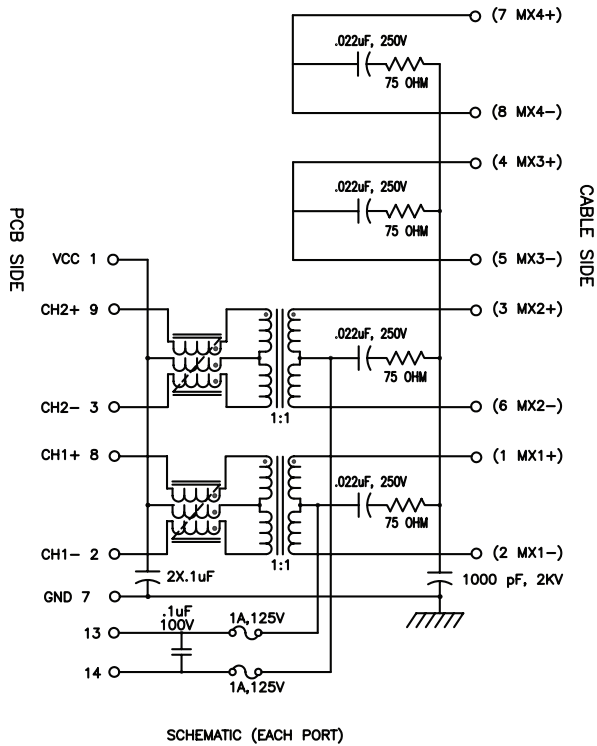 (7 MX4+)
.022uF, 250V
75 OHM
(8 MX4-)
(4 MX3+)
.022uF, 250V
75 OHM
(5 MX3-)
PCB SIDE
CABLE SIDE
VCC 1
CH2+ 9
(3 MX2+)
.022uF, 250V
75 OHM
CH2- 3
1:1
(6 MX2-)
CH1+ 8
(1 MX1+)
.022uF, 250V
75 OHM
CH1- 2
1:1
(2 MX1-)
2X.1uF
1000 pF, 2KV
GND 7
.1uF
100V
1A,125V
13
14
1A,125V
SCHEMATIC (EACH PORT)